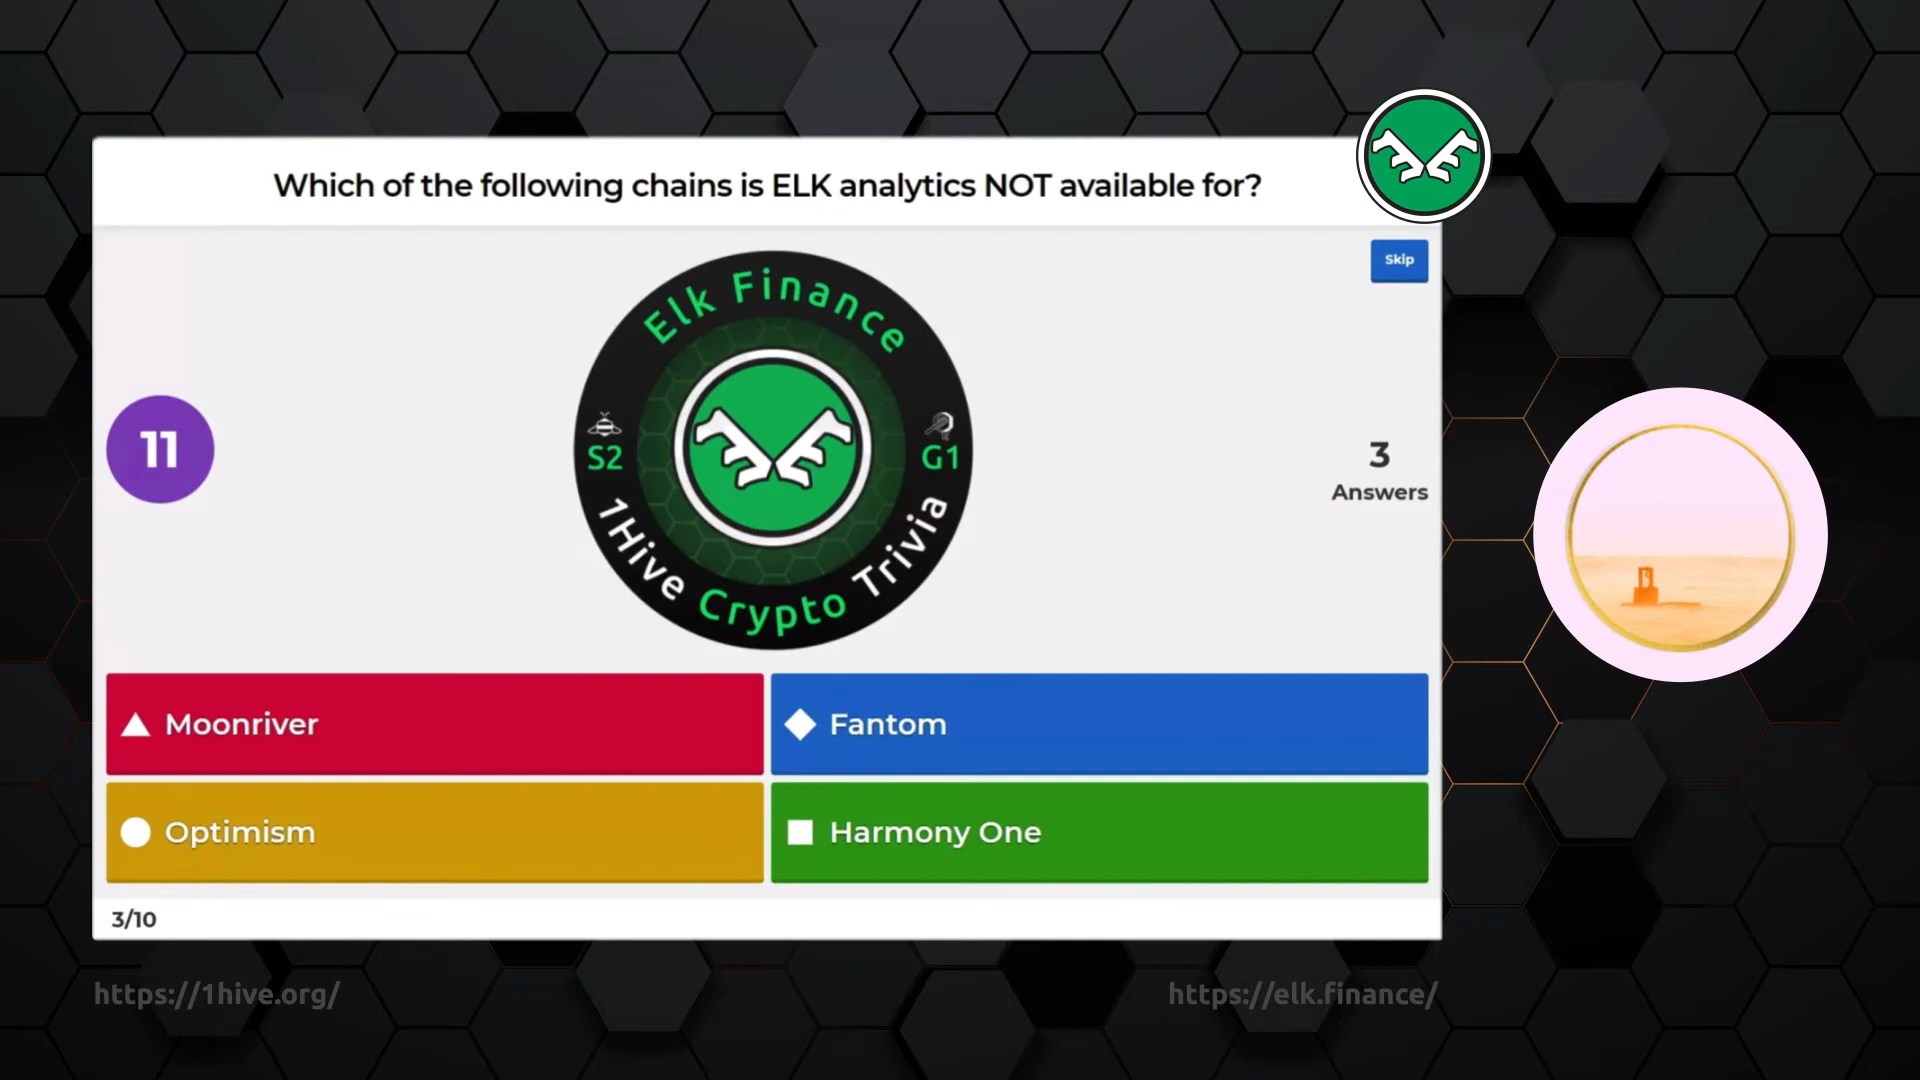 Which of the following chains is ELK analytics NOT available for?
Skip
Elk Finance
11
S2
G1
3
Answers
1Hive Crypto Trivia
Moonriver
Fantom
Optimism
Harmony One
3/10
https://1hive.org/
https://elk.finance/